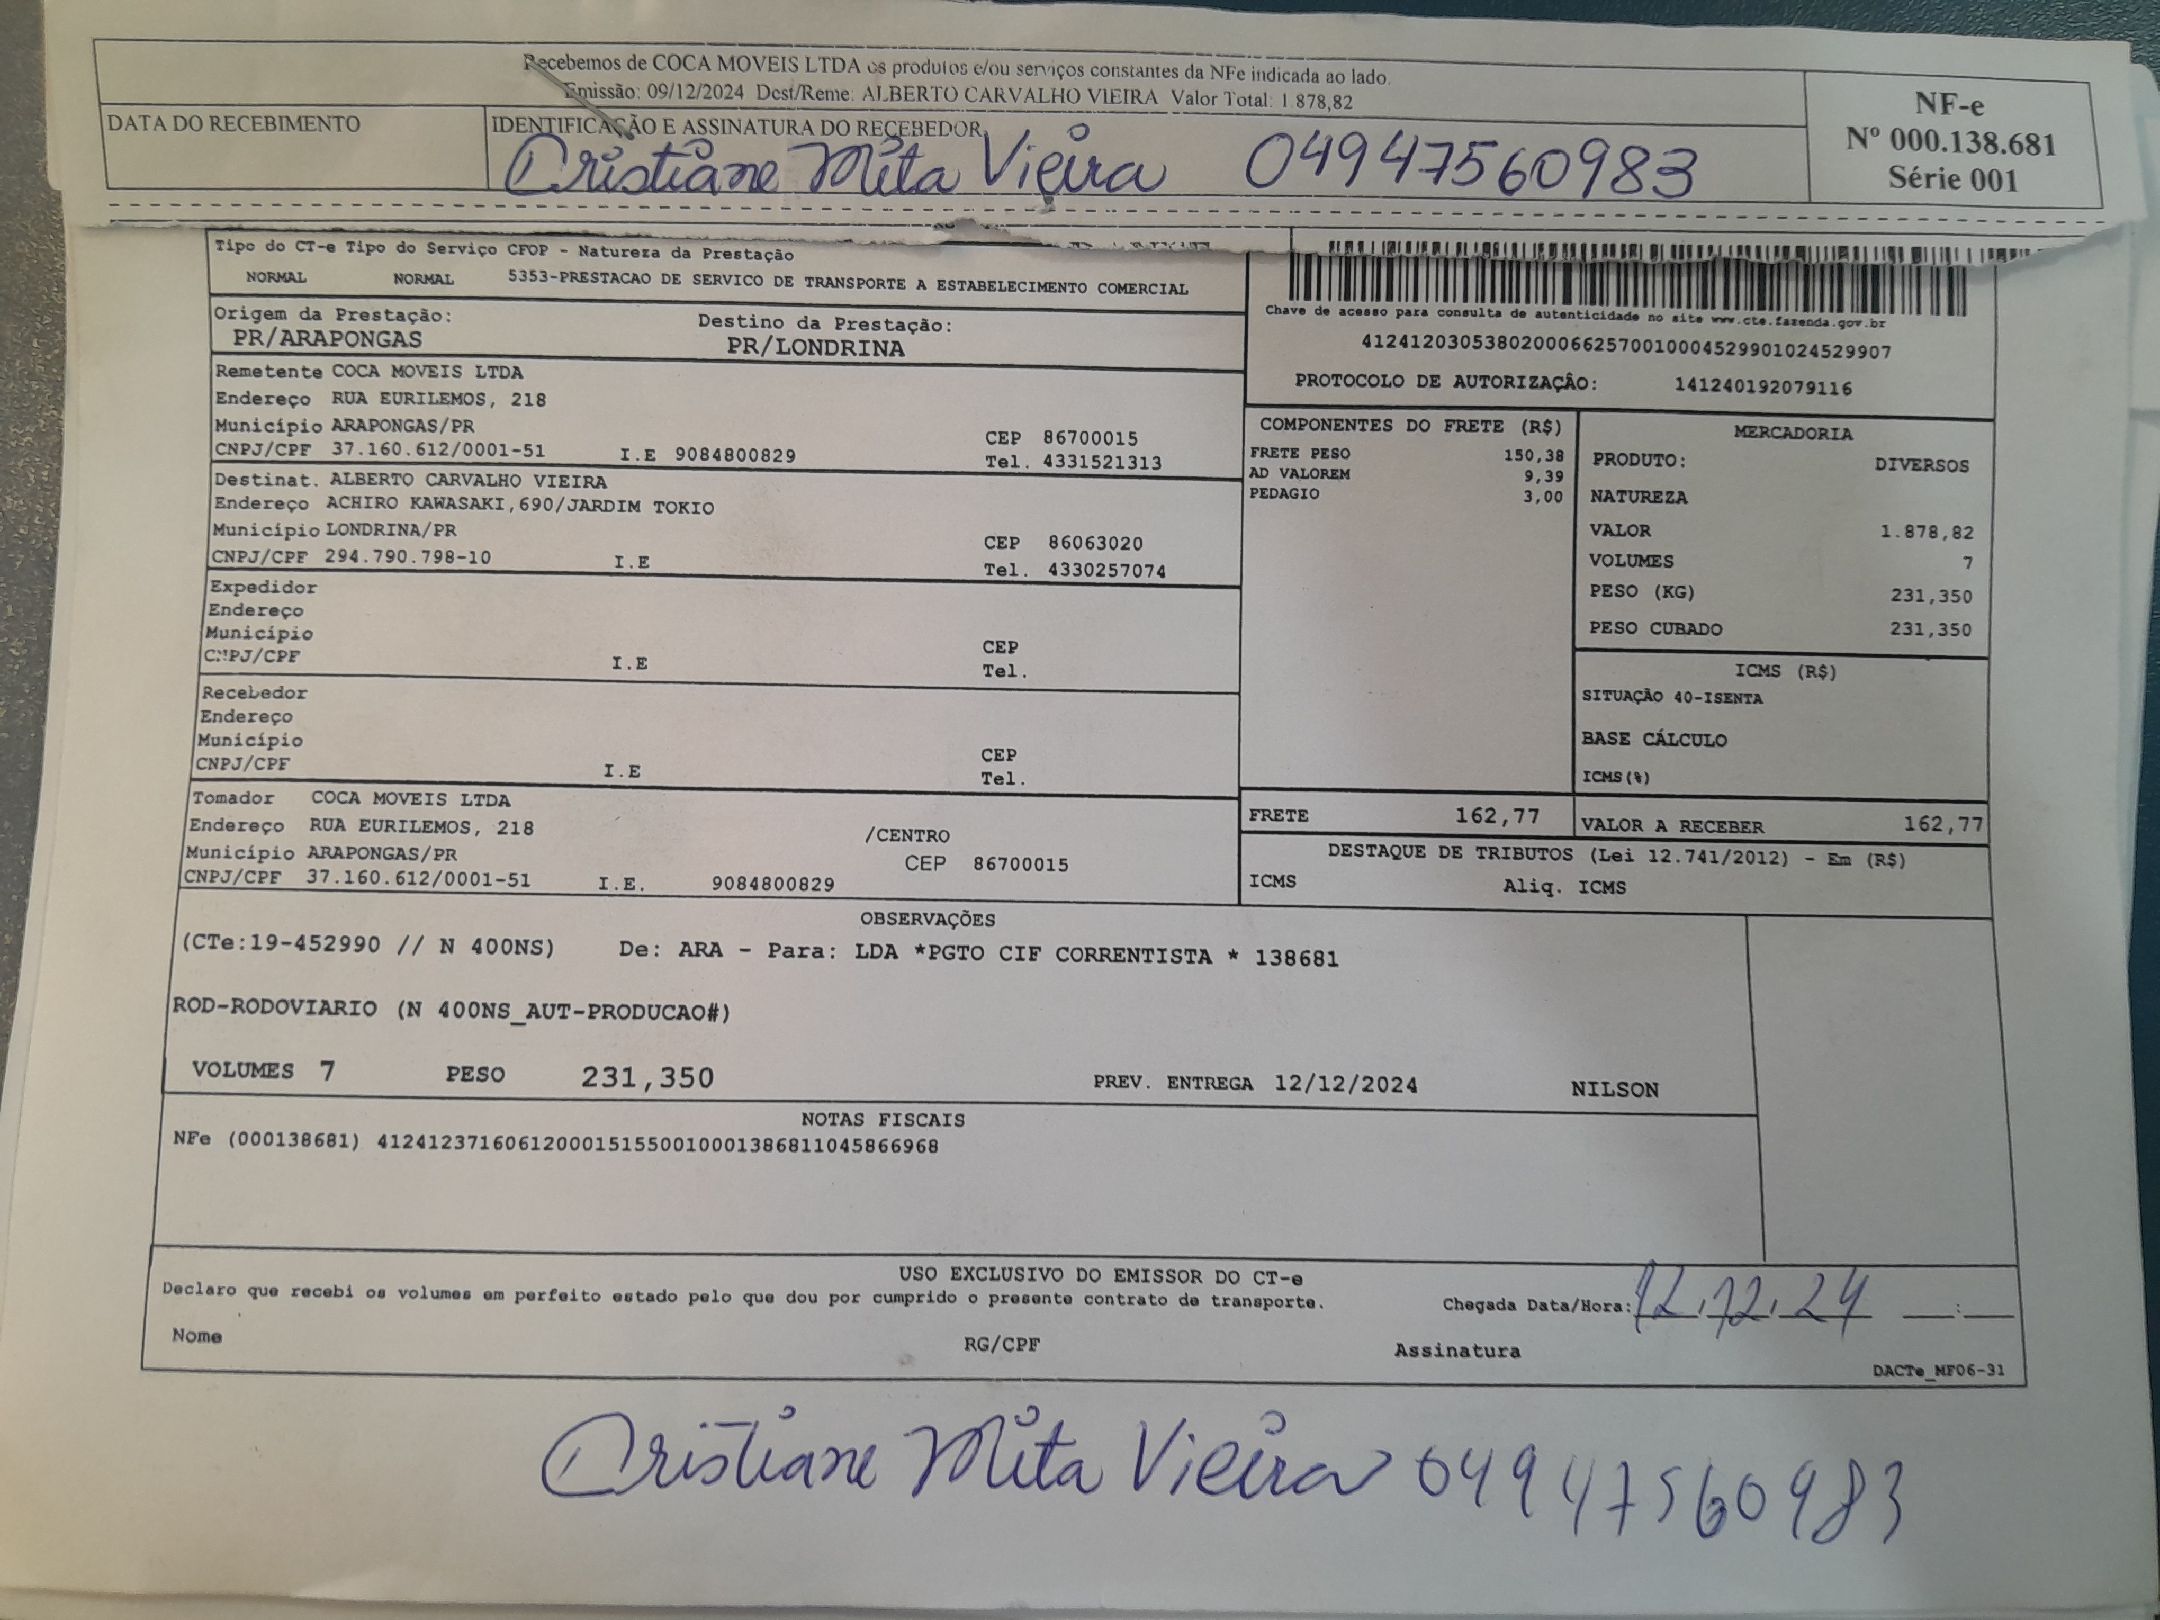 Recebemos de COCA MOVEIS LTDA os produtos e/ou serviços constantes da NFe indicada ao lado.
Emissão: 09/12/2024 Dest/Reme: ALBERTO CARVALHO VIEIRA Valor Total: 1.878,82
DATA DO RECEBIMENTO
IDENTIFICAÇÃO E ASSINATURA DO RECEBEDOR
Cristiane Mita Vieira 04947560983
NF-e
Nº 000.138.681
Série 001
Tipo do CT-e Tipo do Serviço CFOP - Natureza da Prestação
NORMAL NORMAL 5353-PRESTACAO DE SERVICO DE TRANSPORTE A ESTABELECIMENTO COMERCIAL
Origem da Prestação: Destino da Prestação:
PR/ARAPONGAS PR/LONDRINA
Chave de acesso para consulta de autenticidade no site www.cte.fazenda.gov.br
41241203053802000662570010004529901024529907
PROTOCOLO DE AUTORIZAÇÂO: 141240192079116
Remetente COCA MOVEIS LTDA
Endereço RUA EURILEMOS, 218
Município ARAPONGAS/PR CEP 86700015
CNPJ/CPF 37.160.612/0001-51 I.E 9084800829 Tel. 4331521313
Destinat. ALBERTO CARVALHO VIEIRA
Endereço ACHIRO KAWASAKI,690/JARDIM TOKIO
Município LONDRINA/PR CEP 86063020
CNPJ/CPF 294.790.798-10 I.E Tel. 4330257074
Expedidor
Endereço
Município CEP
CNPJ/CPF I.E Tel.
Recebedor
Endereço
Município CEP
CNPJ/CPF I.E Tel.
Tomador COCA MOVEIS LTDA
Endereço RUA EURILEMOS, 218 /CENTRO
Município ARAPONGAS/PR CEP 86700015
CNPJ/CPF 37.160.612/0001-51 I.E. 9084800829
COMPONENTES DO FRETE (R$)
FRETE PESO 150,38
AD VALOREM 9,39
PEDAGIO 3,00
MERCADORIA
PRODUTO: DIVERSOS
NATUREZA
VALOR 1.878,82
VOLUMES 7
PESO (KG) 231,350
PESO CUBADO 231,350
ICMS (R$)
SITUAÇÃO 40-ISENTA
BASE CÁLCULO
ICMS(%)
FRETE 162,77 VALOR A RECEBER 162,77
DESTAQUE DE TRIBUTOS (Lei 12.741/2012) - Em (R$)
ICMS Aliq. ICMS
OBSERVAÇÕES
(CTe:19-452990 // N 400NS) De: ARA - Para: LDA *PGTO CIF CORRENTISTA * 138681
ROD-RODOVIARIO (N 400NS_AUT-PRODUCAO#)
VOLUMES 7 PESO 231,350 PREV. ENTREGA 12/12/2024 NILSON
NOTAS FISCAIS
NFe (000138681) 41241237160612000151550010001386811045866968
USO EXCLUSIVO DO EMISSOR DO CT-e
Declaro que recebi os volumes em perfeito estado pelo que dou por cumprido o presente contrato de transporte. Chegada Data/Hora: 12.12.24 :
Nome RG/CPF Assinatura
DACTe_MF06-31
Cristiane Mita Vieira 04947560983